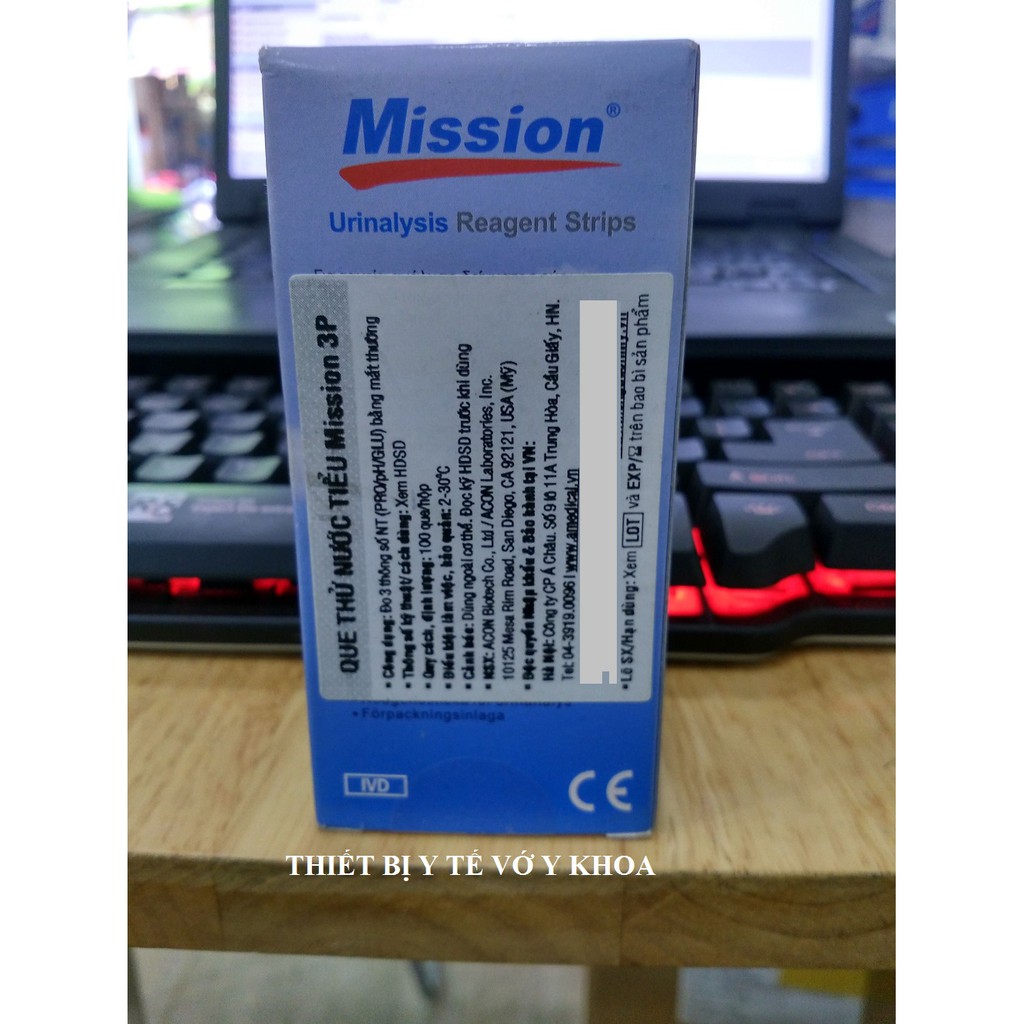 Mission®
Urinalysis Reagent Strips
QUE THỬ NƯỚC TIỂU Mission 3P
• Công dụng: Đo 3 thông số NT (PRO/pH/GLU) bằng mắt thường
• Thông số kỹ thuật/ cách dùng: Xem HDSD
• Quy cách, định lượng: 100 que/hộp
• Điều kiện làm việc, bảo quản: 2-30°C
• Cảnh báo: Dùng ngoài cơ thể. Đọc kỹ HDSD trước khi dùng
• NSX: ACON Biotech Co., Ltd / ACON Laboratories, Inc.
10125 Mesa Rim Road, San Diego, CA 92121, USA (Mỹ)
• Độc quyền Nhập khẩu & Bảo hành tại VN:
Hà Nội: Công ty CP Á Châu. Số 9 lô 11A Trung Hòa, Cầu Giấy, HN.
Tel: 04-3919.0096 I www.amedical.vn
• Lô SX/Hạn dùng: Xem LOT và EXP/ trên bao bì sản phẩm
• Förpackningsinlaga
IVD
CE
THIẾT BỊ Y TẾ VỚ Y KHOA